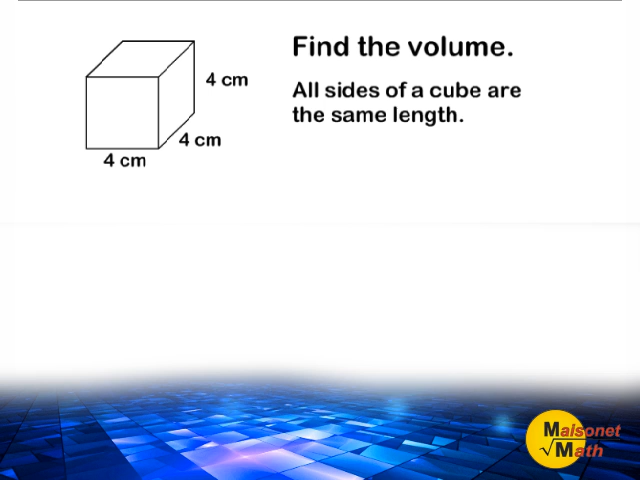 Find the volume.
All sides of a cube are
the same length.
4 cm
4 cm
4 cm
Maisonet
√Math